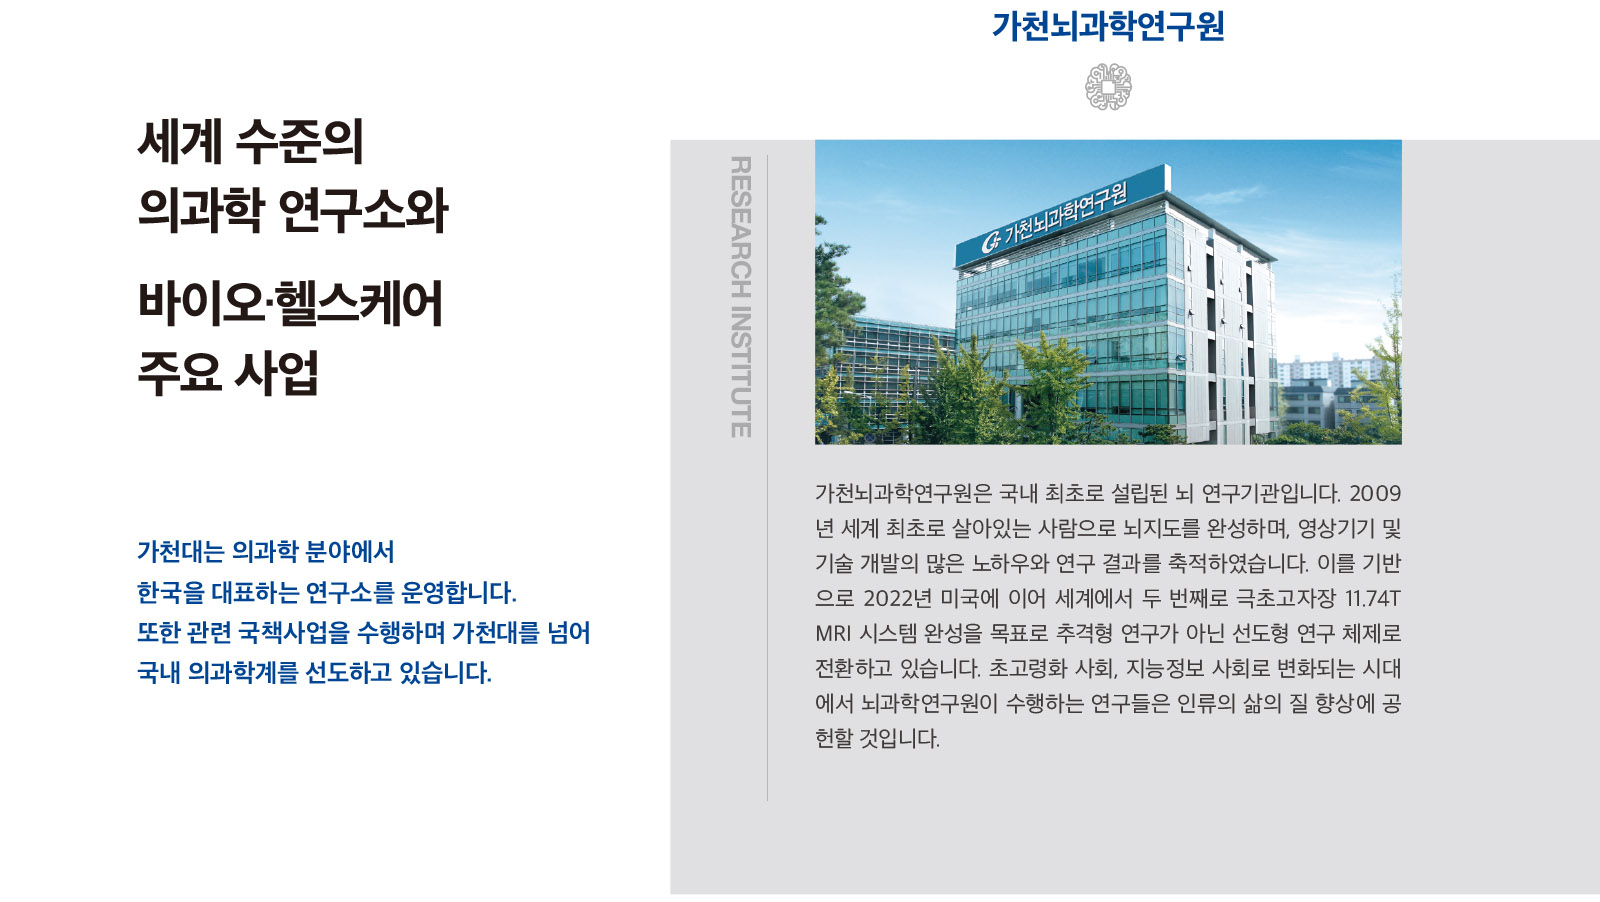 세계 수준의
의과학 연구소와
바이오·헬스케어
주요 사업
가천대는 의과학 분야에서
한국을 대표하는 연구소를 운영합니다.
또한 관련 국책사업을 수행하며 가천대를 넘어
국내 의과학계를 선도하고 있습니다.
가천뇌과학연구원
RESEARCH INSTITUTE
가천뇌과학연구원
가천뇌과학연구원은 국내 최초로 설립된 뇌 연구기관입니다. 2009
년 세계 최초로 살아있는 사람으로 뇌지도를 완성하며, 영상기기 및
기술 개발의 많은 노하우와 연구 결과를 축적하였습니다. 이를 기반
으로 2022년 미국에 이어 세계에서 두 번째로 극초고자장 11.74T
MRI 시스템 완성을 목표로 추격형 연구가 아닌 선도형 연구 체제로
전환하고 있습니다. 초고령화 사회, 지능정보 사회로 변화되는 시대
에서 뇌과학연구원이 수행하는 연구들은 인류의 삶의 질 향상에 공
헌할 것입니다.